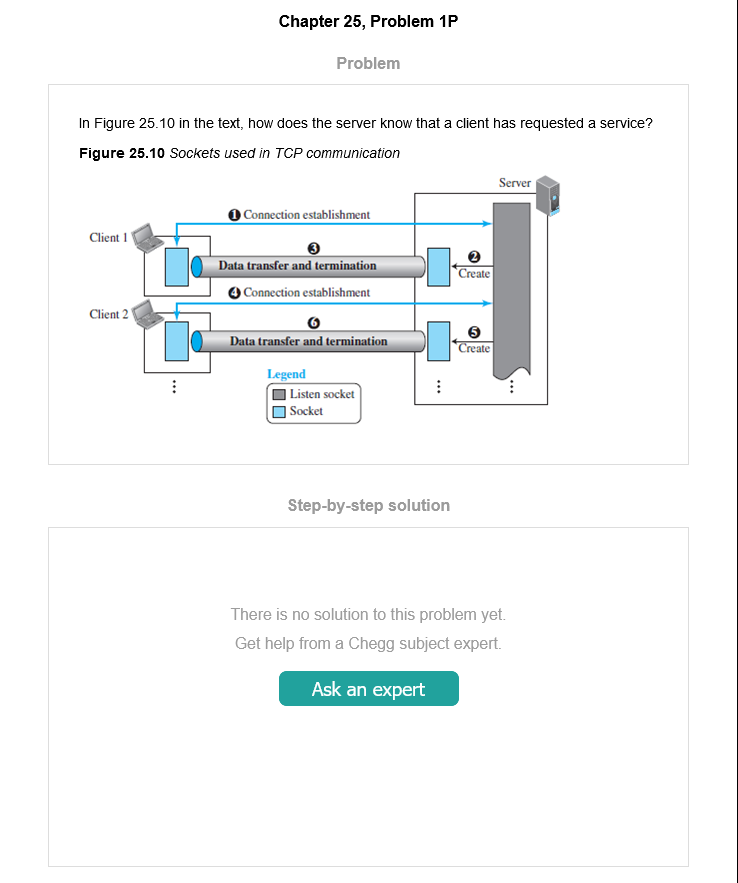 Chapter 25, Problem 1P
Problem
In Figure 25.10 in the text, how does the server know that a client has requested a service?
Figure 25.10 Sockets used in TCP communication
Server
❶ Connection establishment
Client 1
❸
Data transfer and termination
❷
Create
❹ Connection establishment
Client 2
❻
Data transfer and termination
❺
Create
Legend
Listen socket
Socket
Step-by-step solution
There is no solution to this problem yet.
Get help from a Chegg subject expert.
Ask an expert